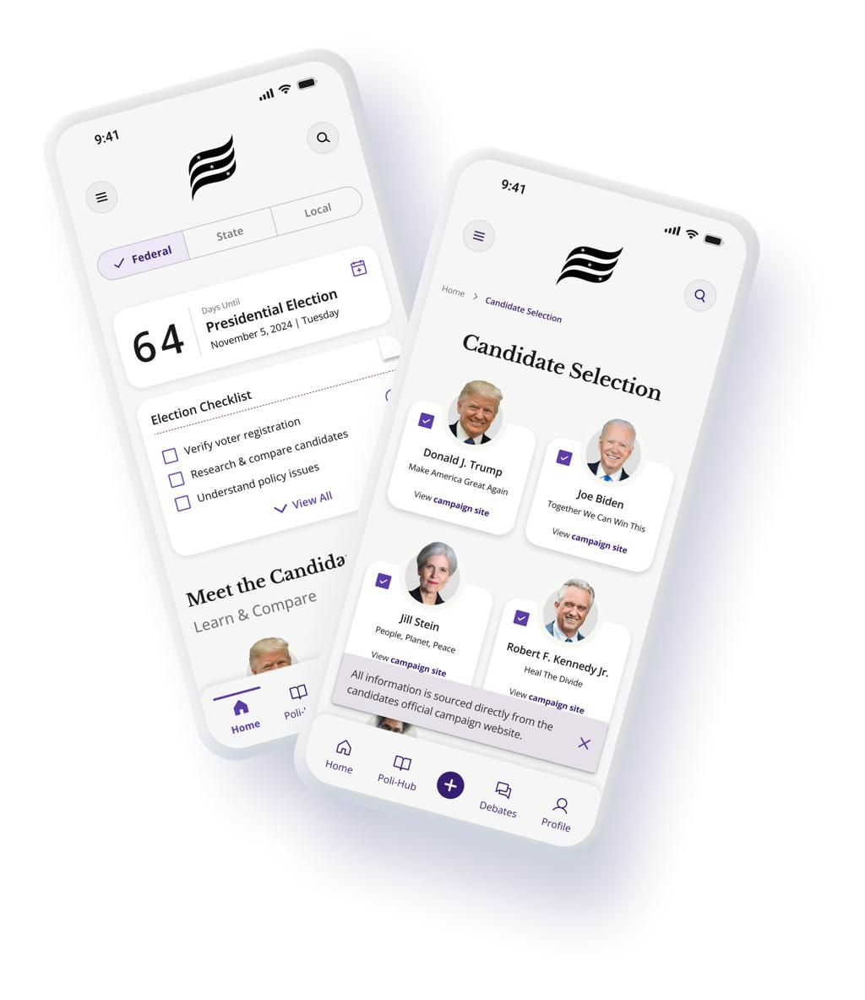 9:41
Federal
State
Local
Days Until
64
Presidential Election
November 5, 2024 | Tuesday
Election Checklist
Verify voter registration
Research & compare candidates
Understand policy issues
View All
Meet the Candida
Learn & Compare
Home
Poli-
9:41
Home
Candidate Selection
Candidate Selection
Donald J. Trump
Make America Great Again
View campaign site
Joe Biden
Together We Can Win This
View campaign site
Jill Stein
People, Planet, Peace
View campaign site
Robert F. Kennedy Jr.
Heal The Divide
View campaign site
All information is sourced directly from the
candidates official campaign website.
Home
Poli-Hub
Debates
Profile